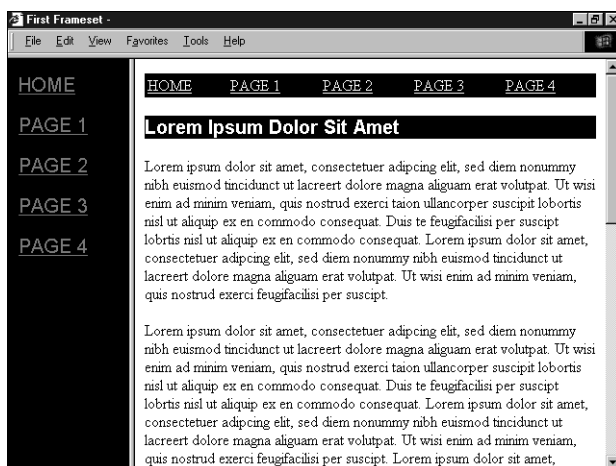 First Frameset -
File Edit View Favorites Tools Help
HOME
PAGE 1
PAGE 2
PAGE 3
PAGE 4
HOME PAGE 1 PAGE 2 PAGE 3 PAGE 4
Lorem Ipsum Dolor Sit Amet
Lorem ipsum dolor sit amet, consectetuer adipcing elit, sed diem nonummy
nibh euismod tincidunt ut lacreert dolore magna aliguam erat volutpat. Ut wisi
enim ad minim veniam, quis nostrud exerci taion ullancorper suscipit lobortis
nisl ut aliquip ex en commodo consequat. Duis te feugifacilisi per suscipit
lobrtis nisl ut aliquip ex en commodo consequat. Lorem ipsum dolor sit amet,
consectetuer adipcing elit, sed diem nonummy nibh euismod tincidunt ut
lacreert dolore magna aliguam erat volutpat. Ut wisi enim ad minim veniam,
quis nostrud exerci feugifacilisi per suscipt.
Lorem ipsum dolor sit amet, consectetuer adipcing elit, sed diem nonummy
nibh euismod tincidunt ut lacreert dolore magna aliguam erat volutpat. Ut wisi
enim ad minim veniam, quis nostrud exerci taion ullancorper suscipit lobortis
nisl ut aliquip ex en commodo consequat. Duis te feugifacilisi per suscipit
lobrtis nisl ut aliquip ex en commodo consequat. Lorem ipsum dolor sit amet,
consectetuer adipcing elit, sed diem nonummy nibh euismod tincidunt ut
lacreert dolore magna aliguam erat volutpat. Ut wisi enim ad minim veniam,
quis nostrud exerci feugifacilisi per suscipt. Lorem ipsum dolor sit amet,